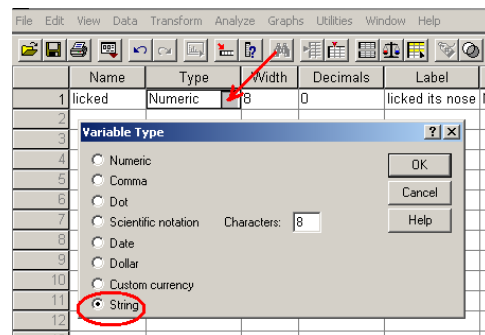 File Edit View Data Transform Analyze Graphs Utilities Window Help
Name Type Width Decimals Label
1 licked Numeric 8 0 licked its nose
2
3
4
5
6
7
8
9
10
11
12
Variable Type
Numeric
Comma
Dot
Scientific notation
Date
Dollar
Custom currency
String
Characters: 8
OK
Cancel
Help